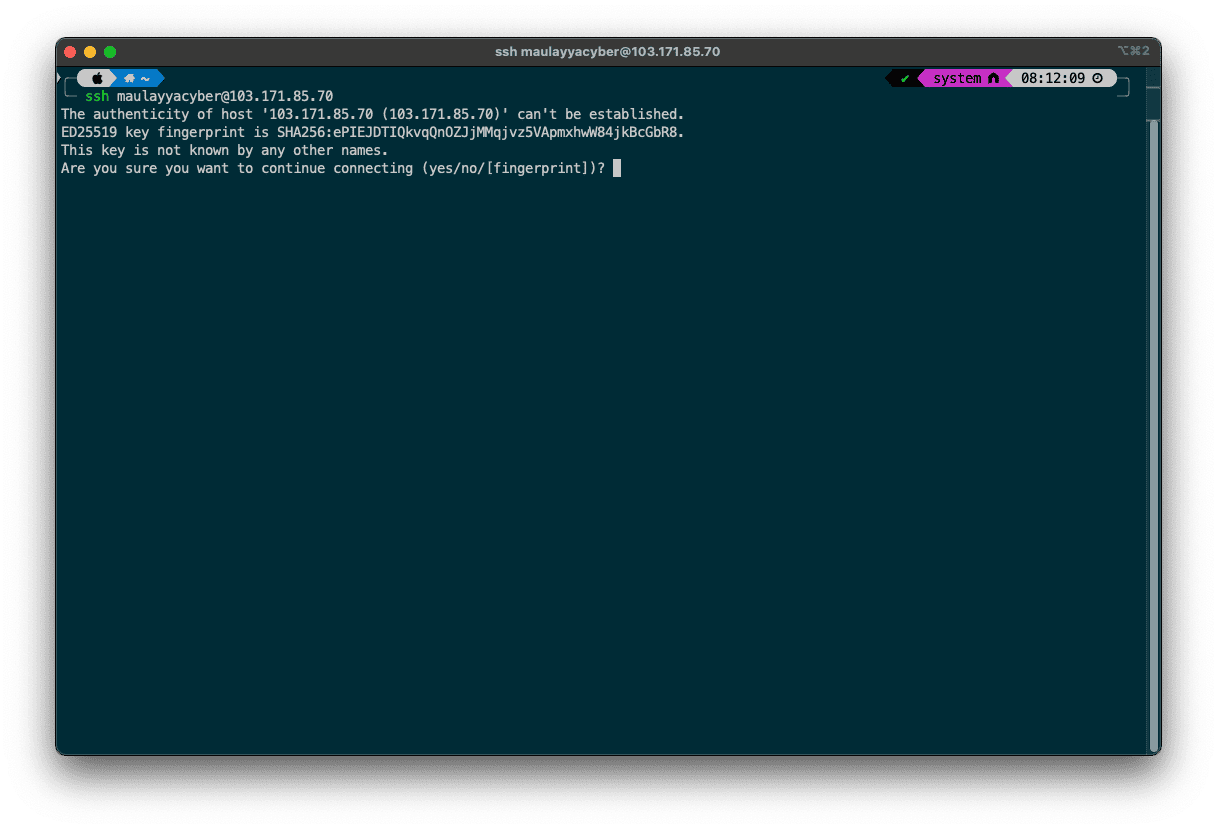 ssh maulayyacyber@103.171.85.70
⌥⌘2
~
✔ system 08:12:09
ssh maulayyacyber@103.171.85.70
The authenticity of host '103.171.85.70 (103.171.85.70)' can't be established.
ED25519 key fingerprint is SHA256:ePIEJDTIQkvqQnOZJjMMqjvz5VApmxhwW84jkBcGbR8.
This key is not known by any other names.
Are you sure you want to continue connecting (yes/no/[fingerprint])?